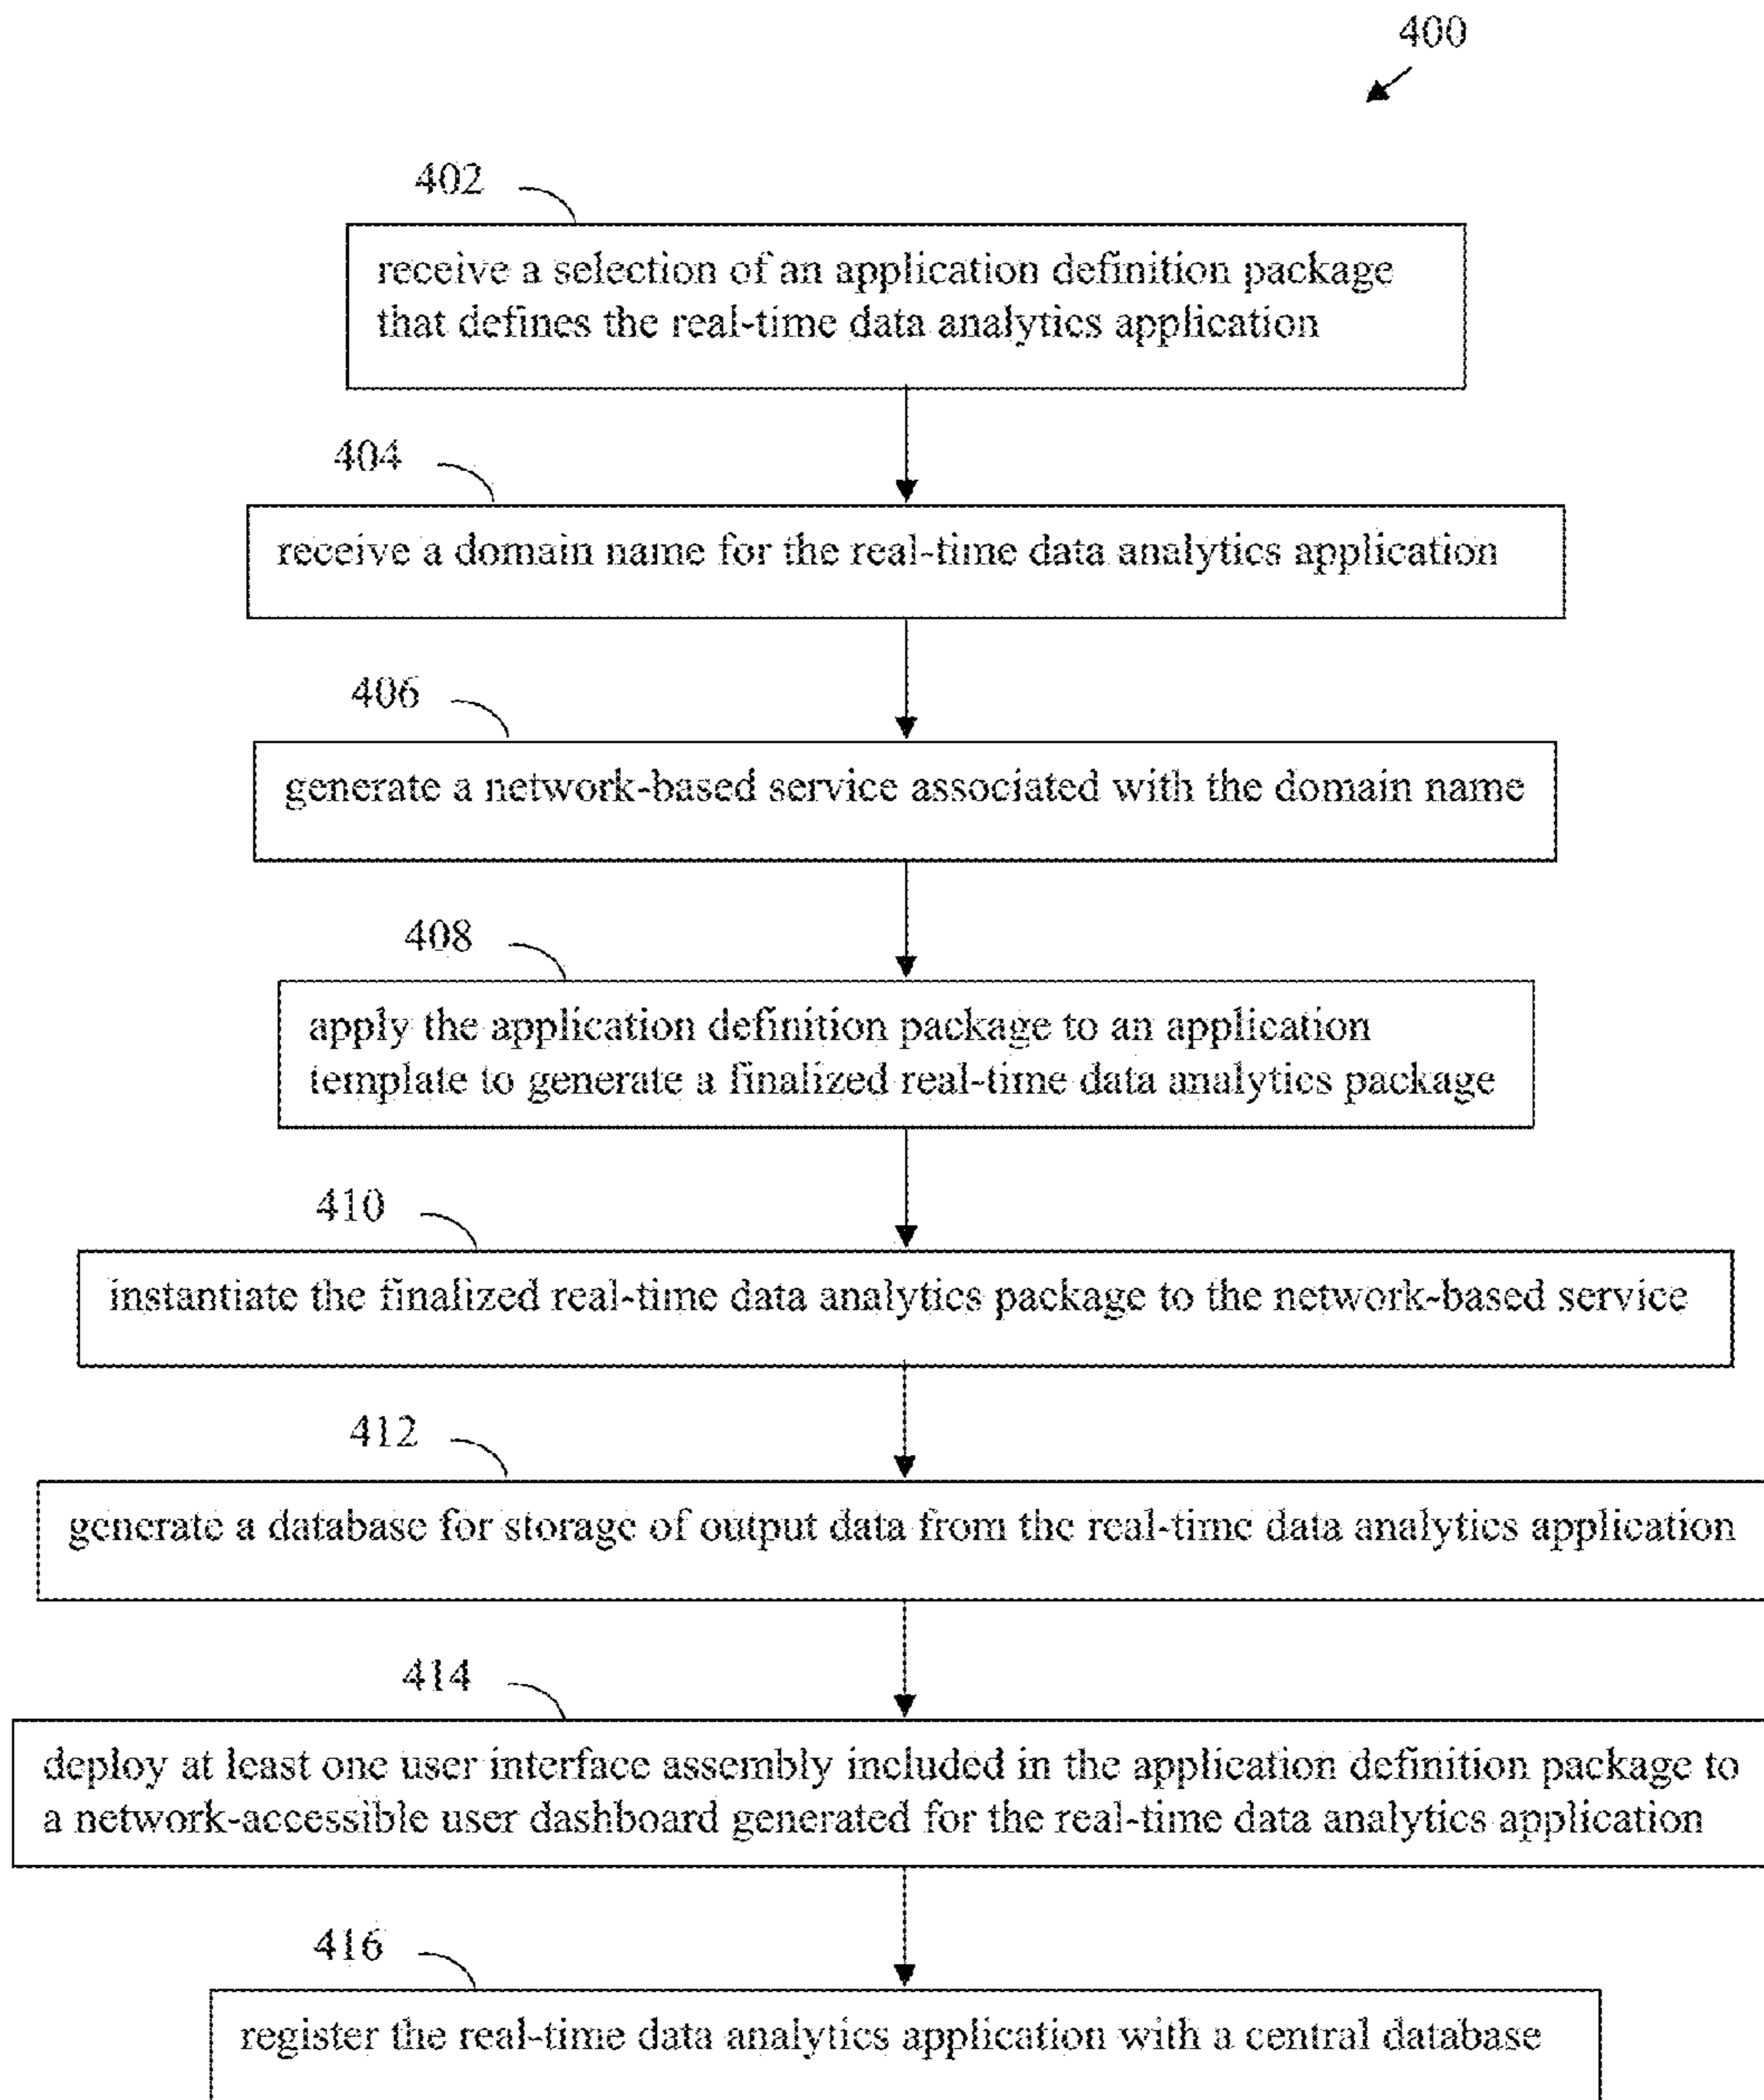 400
402
receive a selection of an application definition package
that defines the real-time data analytics application
404
receive a domain name for the real-time data analytics application
406
generate a network-based service associated with the domain name
408
apply the application definition package to an application
template to generate a finalized real-time data analytics package
410
instantiate the finalized real-time data analytics package to the network-based service
412
generate a database for storage of output data from the real-time data analytics application
414
deploy at least one user interface assembly included in the application definition package to
a network-accessible user dashboard generated for the real-time data analytics application
416
register the real-time data analytics application with a central database